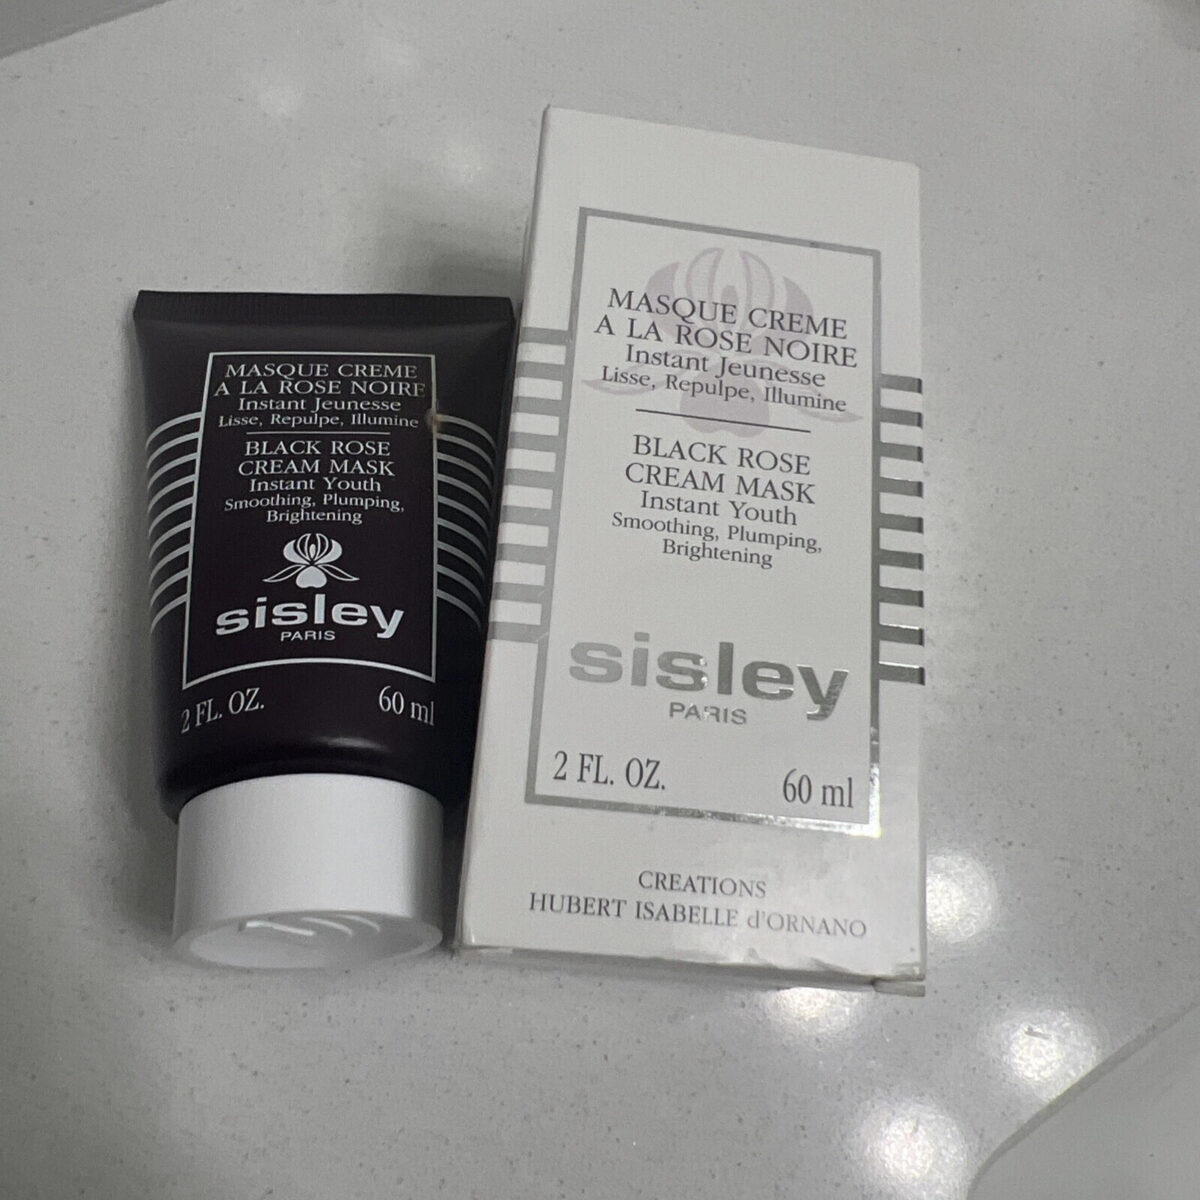 MASQUE CREME
A LA ROSE NOIRE
Instant Jeunesse
Lisse, Repulpe, Illumine
BLACK ROSE
CREAM MASK
Instant Youth
Smoothing, Plumping,
Brightening
sisley
PARIS
2 FL. OZ. 60 ml
MASQUE CREME
A LA ROSE NOIRE
Instant Jeunesse
Lisse, Repulpe, Illumine
BLACK ROSE
CREAM MASK
Instant Youth
Smoothing, Plumping,
Brightening
sisley
PARIS
2 FL. OZ. 60 ml
CREATIONS
HUBERT ISABELLE d'ORNANO